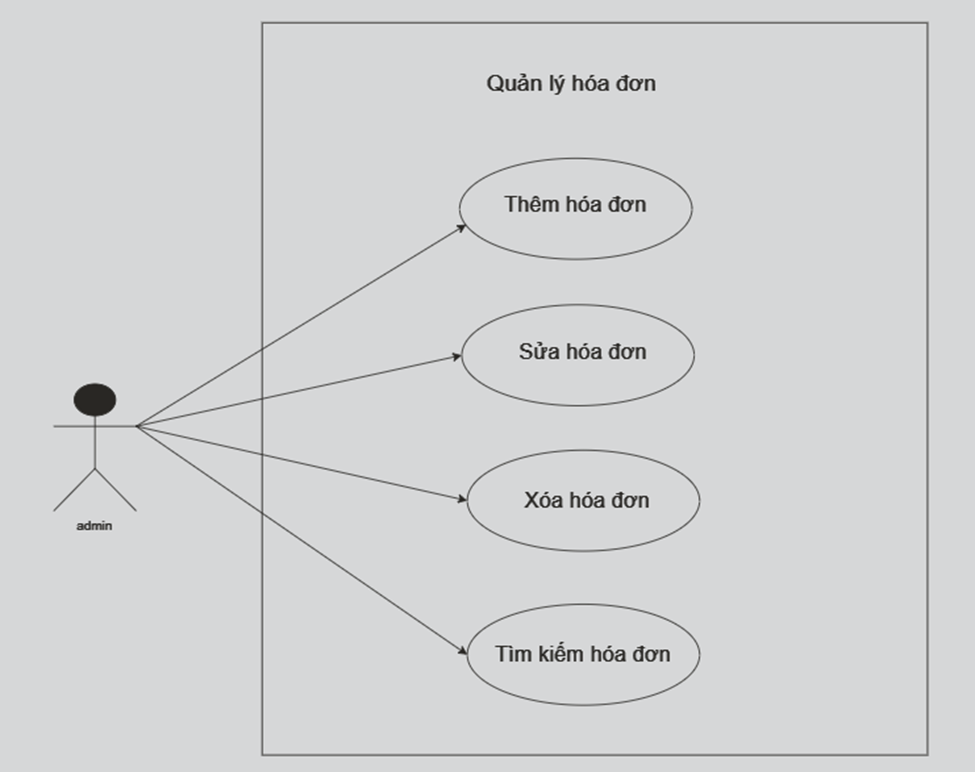 Quản lý hóa đơn
Thêm hóa đơn
Sửa hóa đơn
Xóa hóa đơn
Tìm kiếm hóa đơn
admin